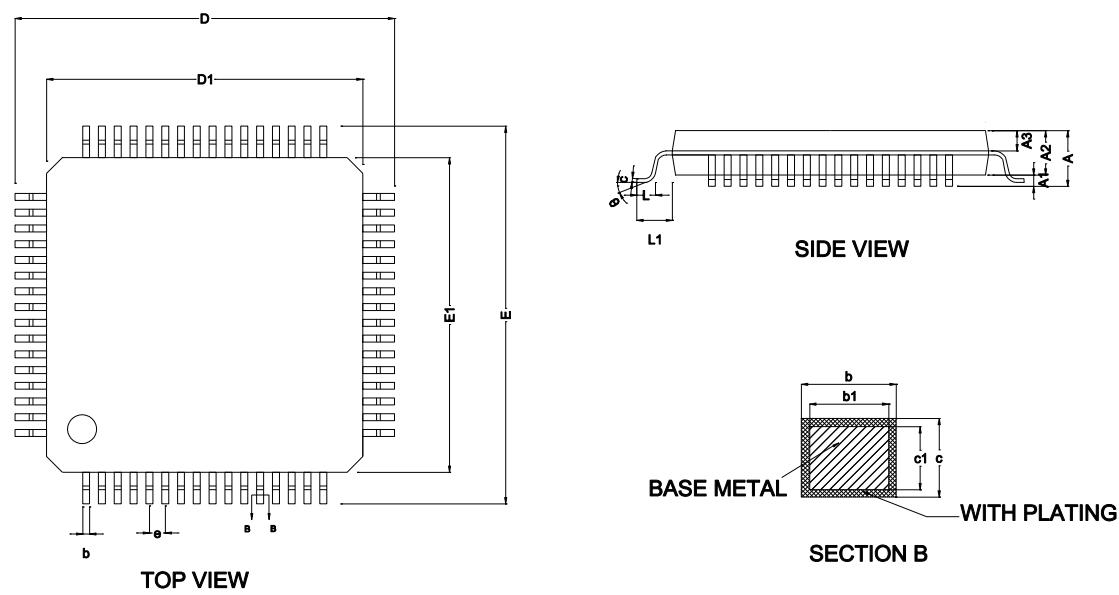 D
D1
E1
E
b
e
B B
TOP VIEW
A3
A2
A
A1
c
θ
L
L1
SIDE VIEW
b
b1
c1
c
BASE METAL
WITH PLATING
SECTION B